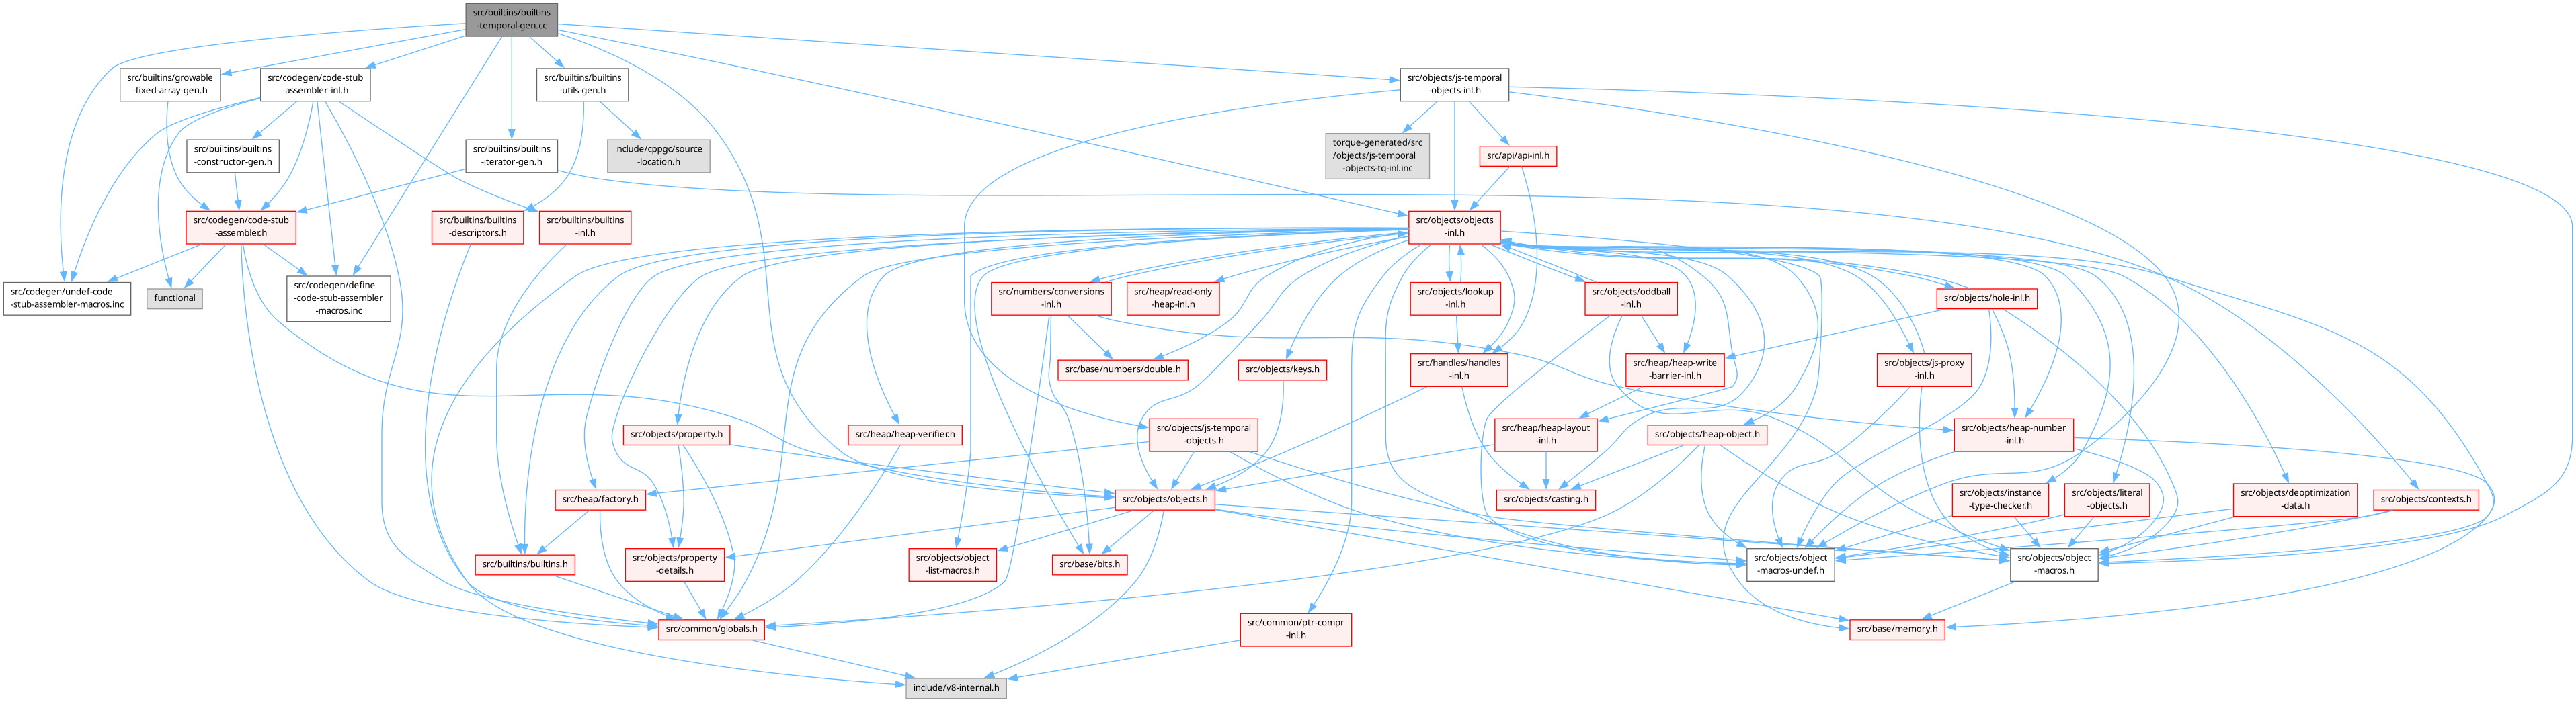 src/builtins/builtins
-temporal-gen.cc
src/builtins/growable
-fixed-array-gen.h
src/codegen/code-stub
-assembler-inl.h
src/builtins/builtins
-utils-gen.h
src/objects/js-temporal
-objects-inl.h
src/builtins/builtins
-constructor-gen.h
src/builtins/builtins
-iterator-gen.h
include/cppgc/source
-location.h
torque-generated/src
/objects/js-temporal
-objects-tq-inl.inc
src/api/api-inl.h
src/codegen/code-stub
-assembler.h
src/builtins/builtins
-descriptors.h
src/builtins/builtins
-inl.h
src/objects/objects
-inl.h
src/codegen/undef-code
-stub-assembler-macros.inc
functional
src/codegen/define
-code-stub-assembler
-macros.inc
src/numbers/conversions
-inl.h
src/heap/read-only
-heap-inl.h
src/objects/lookup
-inl.h
src/objects/oddball
-inl.h
src/objects/hole-inl.h
src/base/numbers/double.h
src/objects/keys.h
src/handles/handles
-inl.h
src/heap/heap-write
-barrier-inl.h
src/objects/js-proxy
-inl.h
src/objects/property.h
src/heap/heap-verifier.h
src/objects/js-temporal
-objects.h
src/heap/heap-layout
-inl.h
src/objects/heap-object.h
src/objects/heap-number
-inl.h
src/heap/factory.h
src/objects/objects.h
src/objects/casting.h
src/objects/instance
-type-checker.h
src/objects/literal
-objects.h
src/objects/deoptimization
-data.h
src/objects/contexts.h
src/builtins/builtins.h
src/objects/property
-details.h
src/objects/object
-list-macros.h
src/base/bits.h
src/objects/object
-macros-undef.h
src/objects/object
-macros.h
src/common/globals.h
src/common/ptr-compr
-inl.h
src/base/memory.h
include/v8-internal.h